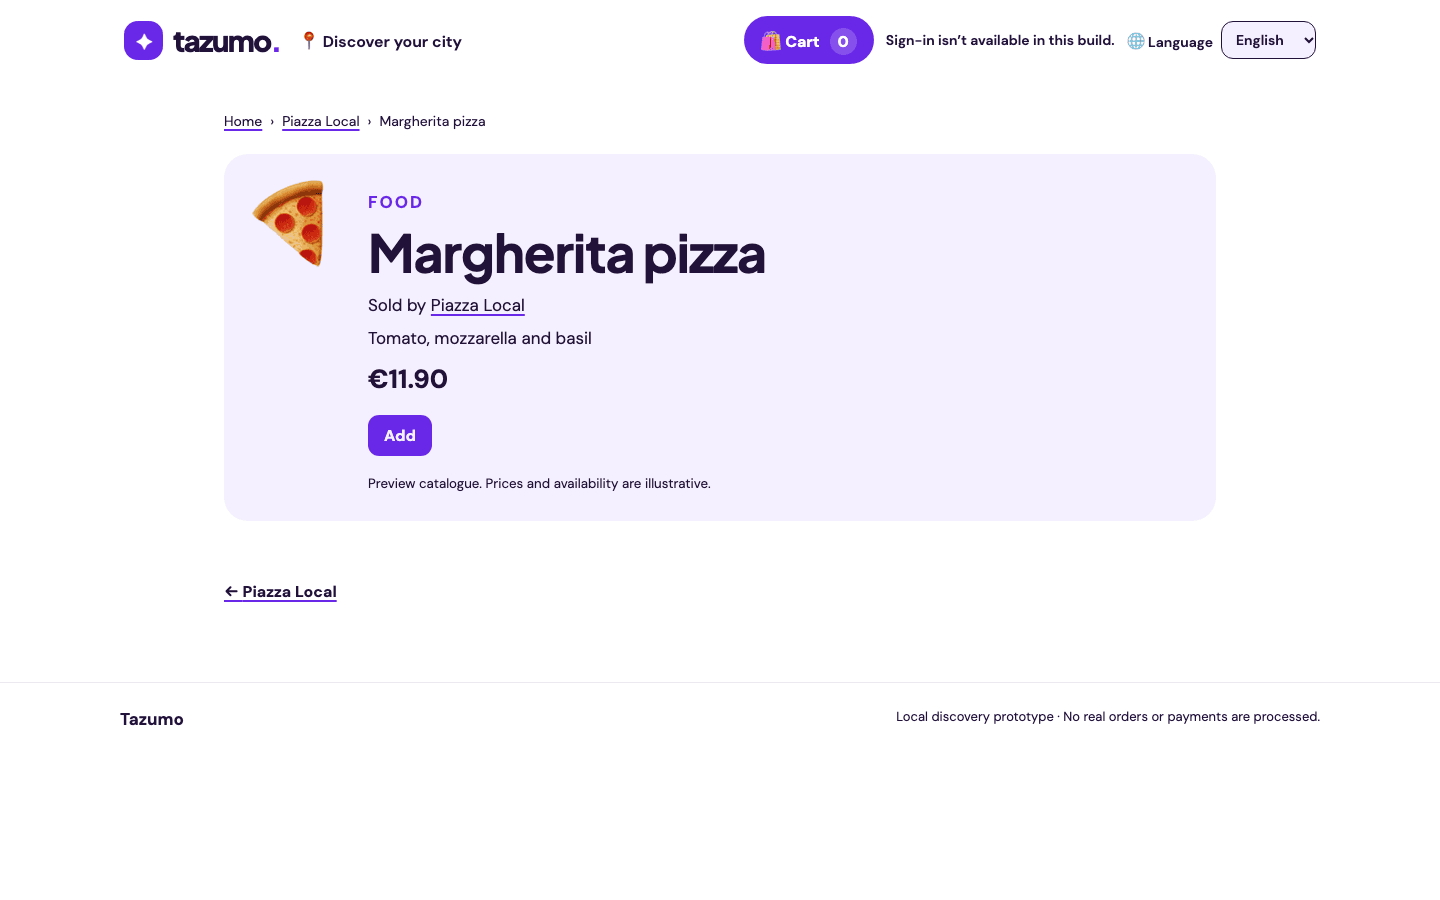 tazumo.
Discover your city
Cart 0
Sign-in isn’t available in this build.
Language
English
Home › Piazza Local › Margherita pizza
FOOD
Margherita pizza
Sold by Piazza Local
Tomato, mozzarella and basil
€11.90
Add
Preview catalogue. Prices and availability are illustrative.
← Piazza Local
Tazumo
Local discovery prototype · No real orders or payments are processed.